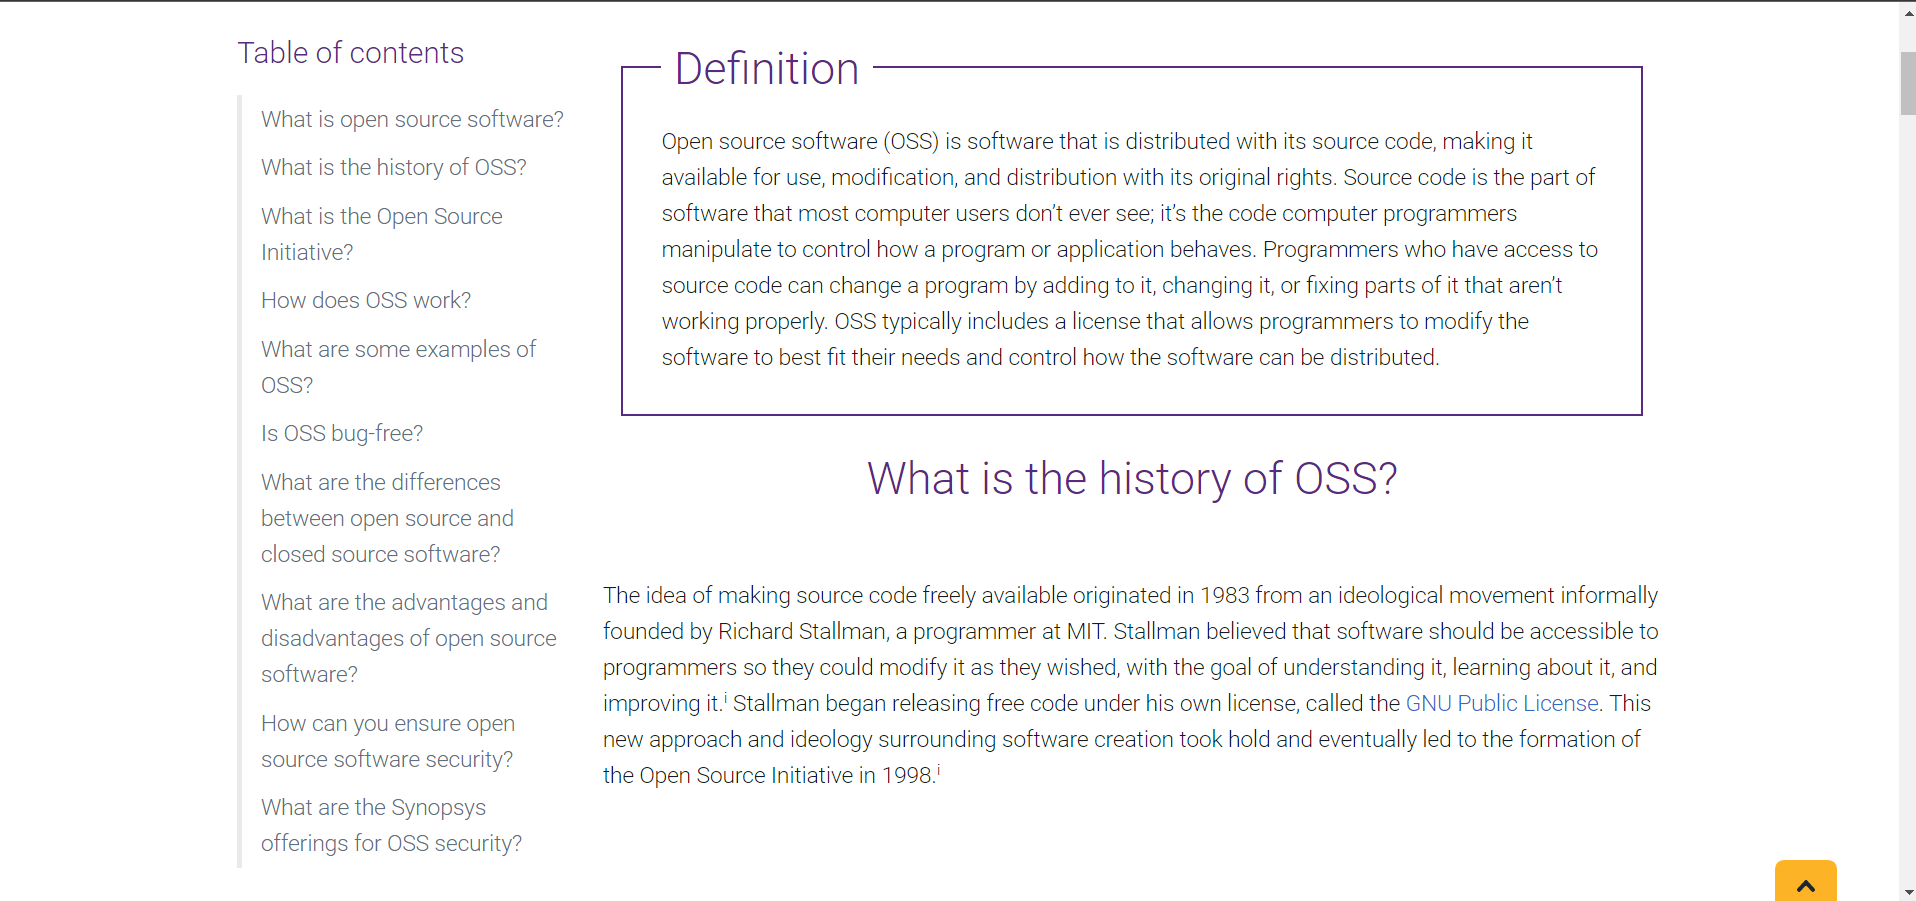 Table of contents
What is open source software?
What is the history of OSS?
What is the Open Source
Initiative?
How does OSS work?
What are some examples of
OSS?
Is OSS bug-free?
What are the differences
between open source and
closed source software?
What are the advantages and
disadvantages of open source
software?
How can you ensure open
source software security?
What are the Synopsys
offerings for OSS security?
Definition
Open source software (OSS) is software that is distributed with its source code, making it
available for use, modification, and distribution with its original rights. Source code is the part of
software that most computer users don’t ever see; it’s the code computer programmers
manipulate to control how a program or application behaves. Programmers who have access to
source code can change a program by adding to it, changing it, or fixing parts of it that aren’t
working properly. OSS typically includes a license that allows programmers to modify the
software to best fit their needs and control how the software can be distributed.
What is the history of OSS?
The idea of making source code freely available originated in 1983 from an ideological movement informally
founded by Richard Stallman, a programmer at MIT. Stallman believed that software should be accessible to
programmers so they could modify it as they wished, with the goal of understanding it, learning about it, and
improving it.i Stallman began releasing free code under his own license, called the GNU Public License. This
new approach and ideology surrounding software creation took hold and eventually led to the formation of
the Open Source Initiative in 1998.i